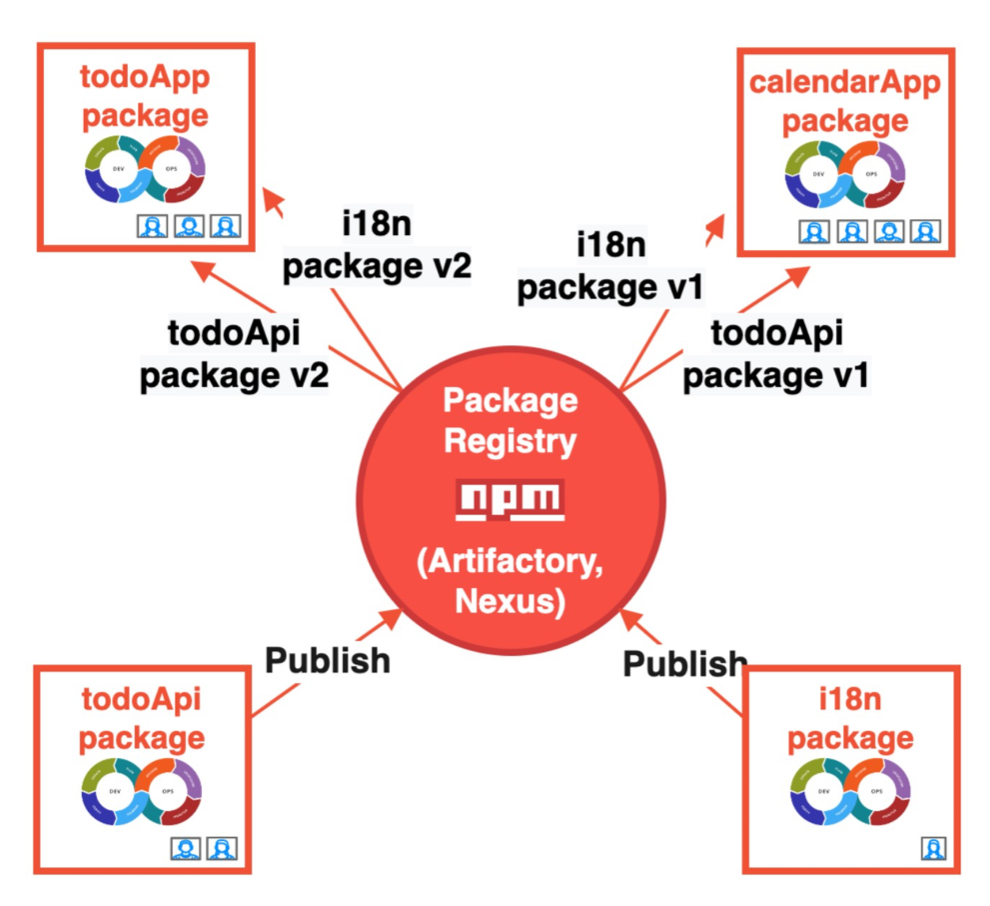 todoApp
package
DEV
OPS
calendarApp
package
DEV
OPS
i18n
package v2
i18n
package v1
todoApi
package v2
todoApi
package v1
Package
Registry
npm
(Artifactory,
Nexus)
Publish
Publish
todoApi
package
DEV
OPS
i18n
package
DEV
OPS